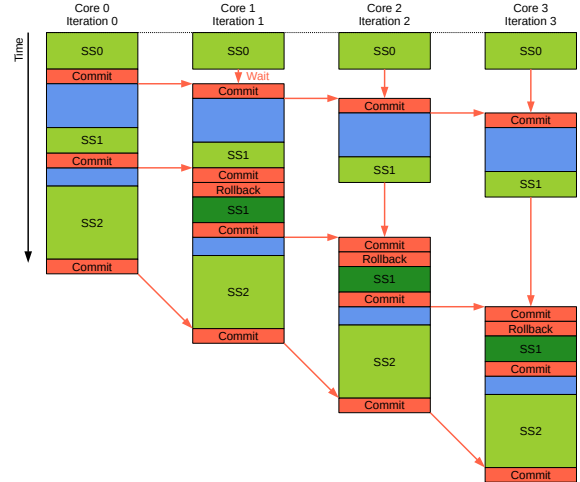 Core 0
Iteration 0
Core 1
Iteration 1
Core 2
Iteration 2
Core 3
Iteration 3
Time
SS0
Commit
SS1
Commit
SS2
Commit
SS0
Wait
Commit
SS1
Commit
Rollback
SS1
Commit
SS2
Commit
SS0
Commit
SS1
Commit
Rollback
SS1
Commit
SS2
Commit
SS0
Commit
SS1
Commit
Rollback
SS1
Commit
SS2
Commit